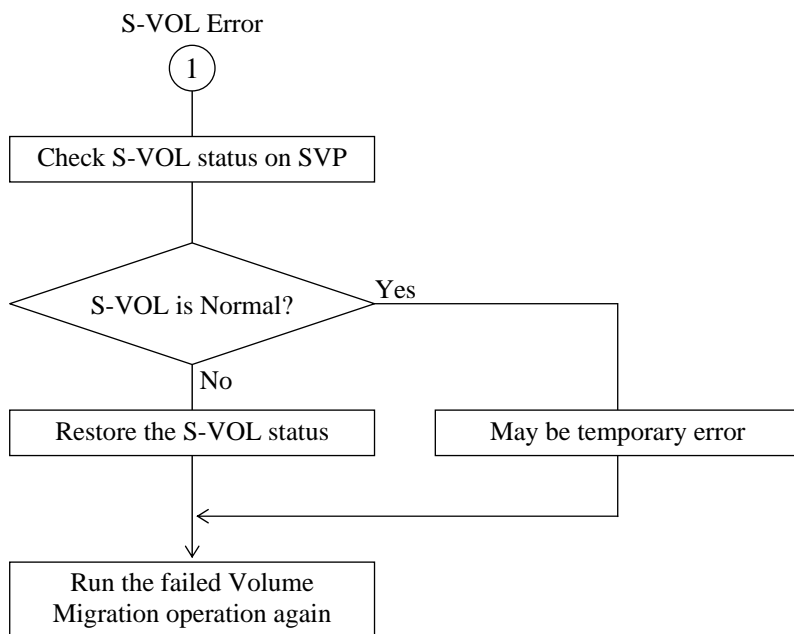 S-VOL Error
1
Check S-VOL status on SVP
S-VOL is Normal?
Yes
No
Restore the S-VOL status
May be temporary error
Run the failed Volume
Migration operation again